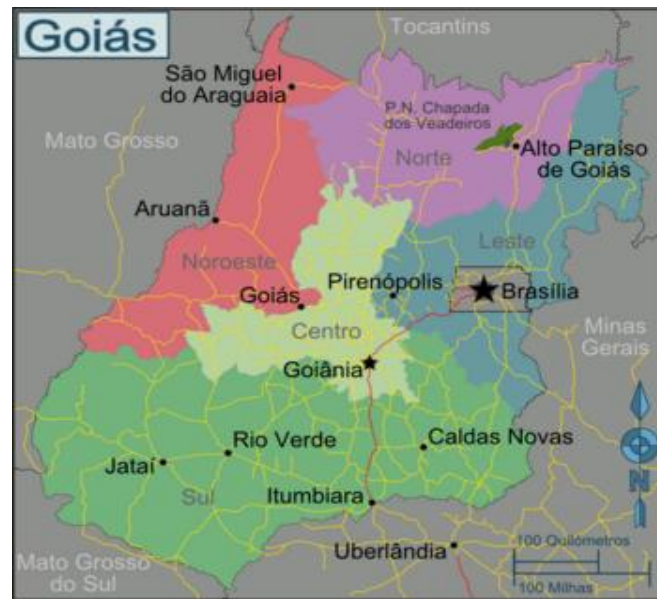 Goiás
Tocantins
São Miguel
do Araguaia
P.N. Chapada
dos Veadeiros
Mato Grosso
Norte
Alto Paraíso
de Goiás
Aruanã
Leste
Noroeste
Pirenópolis
Brasília
Goiás
Centro
Minas
Gerais
Goiânia
Rio Verde
Caldas Novas
Jataí
Sul
Itumbiara
N
Uberlândia
100 Quilómetros
Mato Grosso
do Sul
100 Milhas